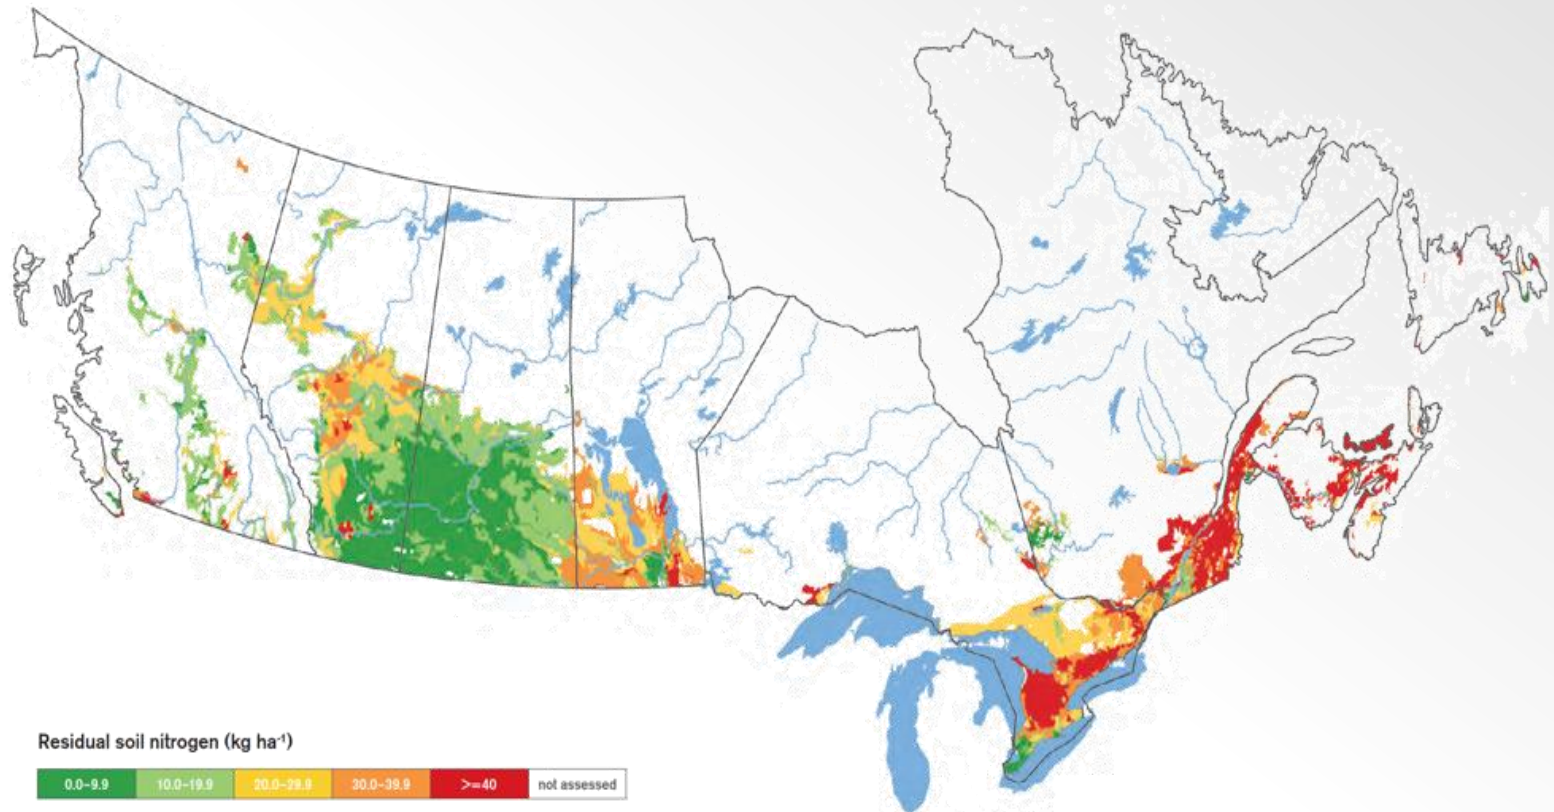 Residual soil nitrogen (kg ha⁻¹)
0.0–9.9 10.0–19.9 20.0–29.9 30.0–39.9 >=40 not assessed